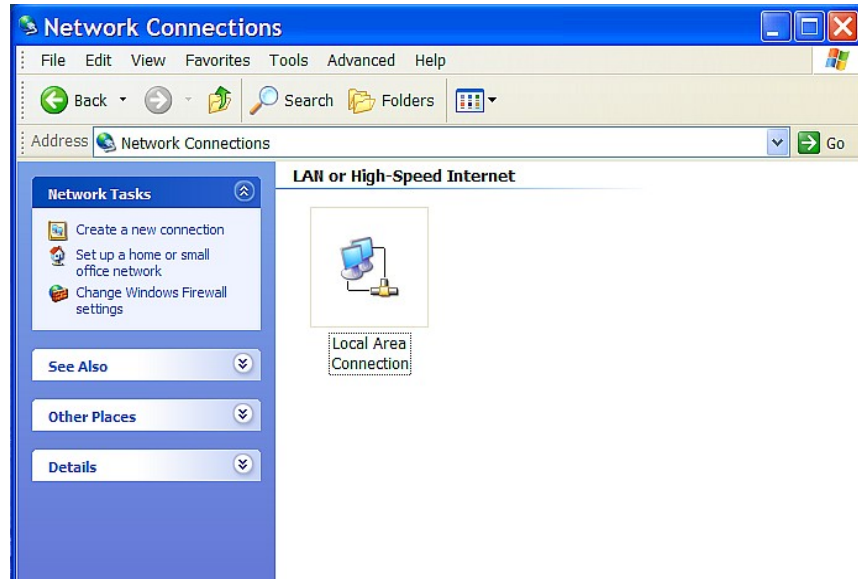 Network Connections
File Edit View Favorites Tools Advanced Help
Back Search Folders
Address Network Connections Go
Network Tasks
Create a new connection
Set up a home or small
office network
Change Windows Firewall
settings
See Also
Other Places
Details
LAN or High-Speed Internet
Local Area
Connection